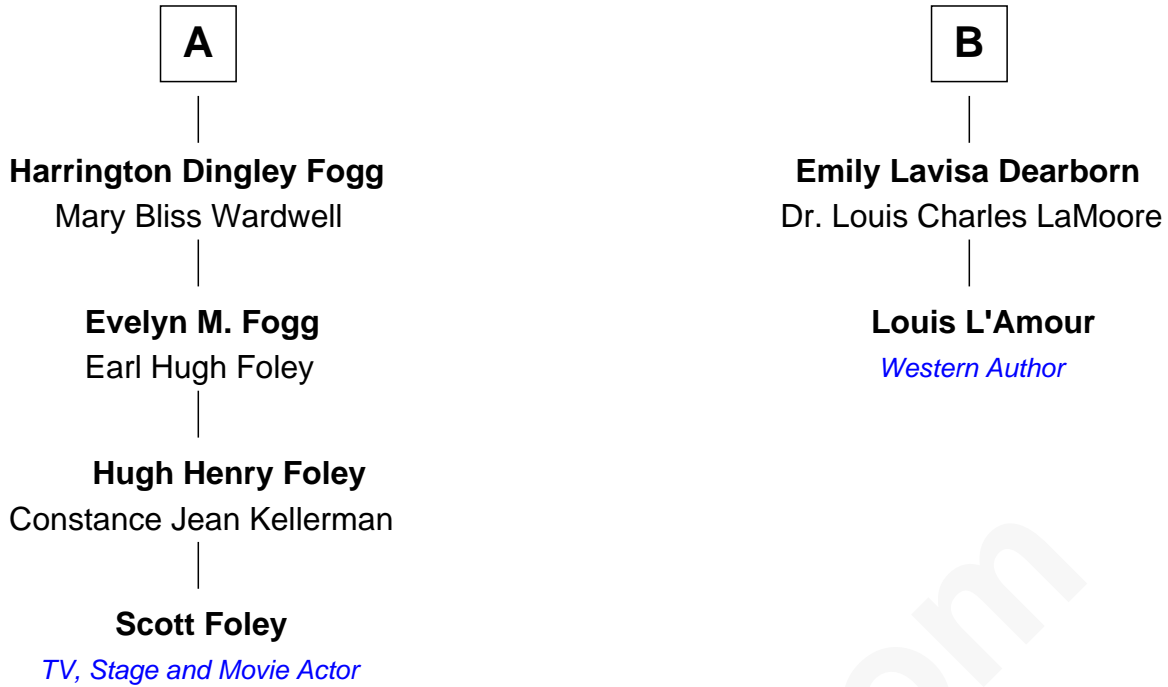 A
Harrington Dingley Fogg
Mary Bliss Wardwell
Evelyn M. Fogg
Earl Hugh Foley
Hugh Henry Foley
Constance Jean Kellerman
Scott Foley
TV, Stage and Movie Actor
B
Emily Lavisa Dearborn
Dr. Louis Charles LaMoore
Louis L'Amour
Western Author
om